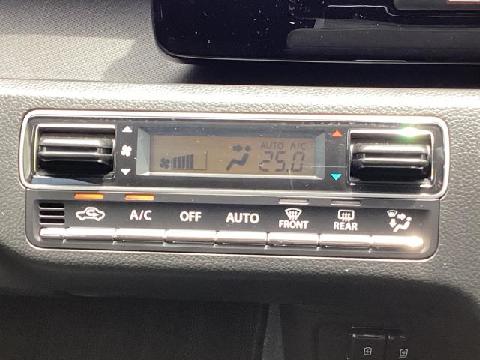 AUTO A/C
25.0
A/C OFF AUTO FRONT REAR